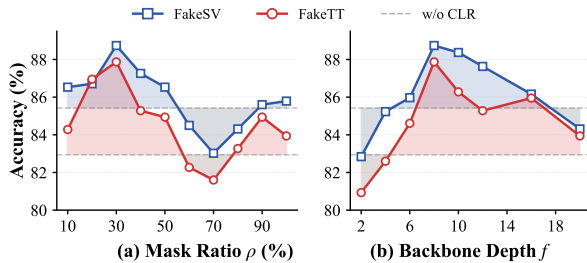 FakeSV FakeTT w/o CLR
Accuracy (%)
88
86
84
82
80
10 30 50 70 90
(a) Mask Ratio ρ (%)
88
86
84
82
80
2 6 10 14 18
(b) Backbone Depth f